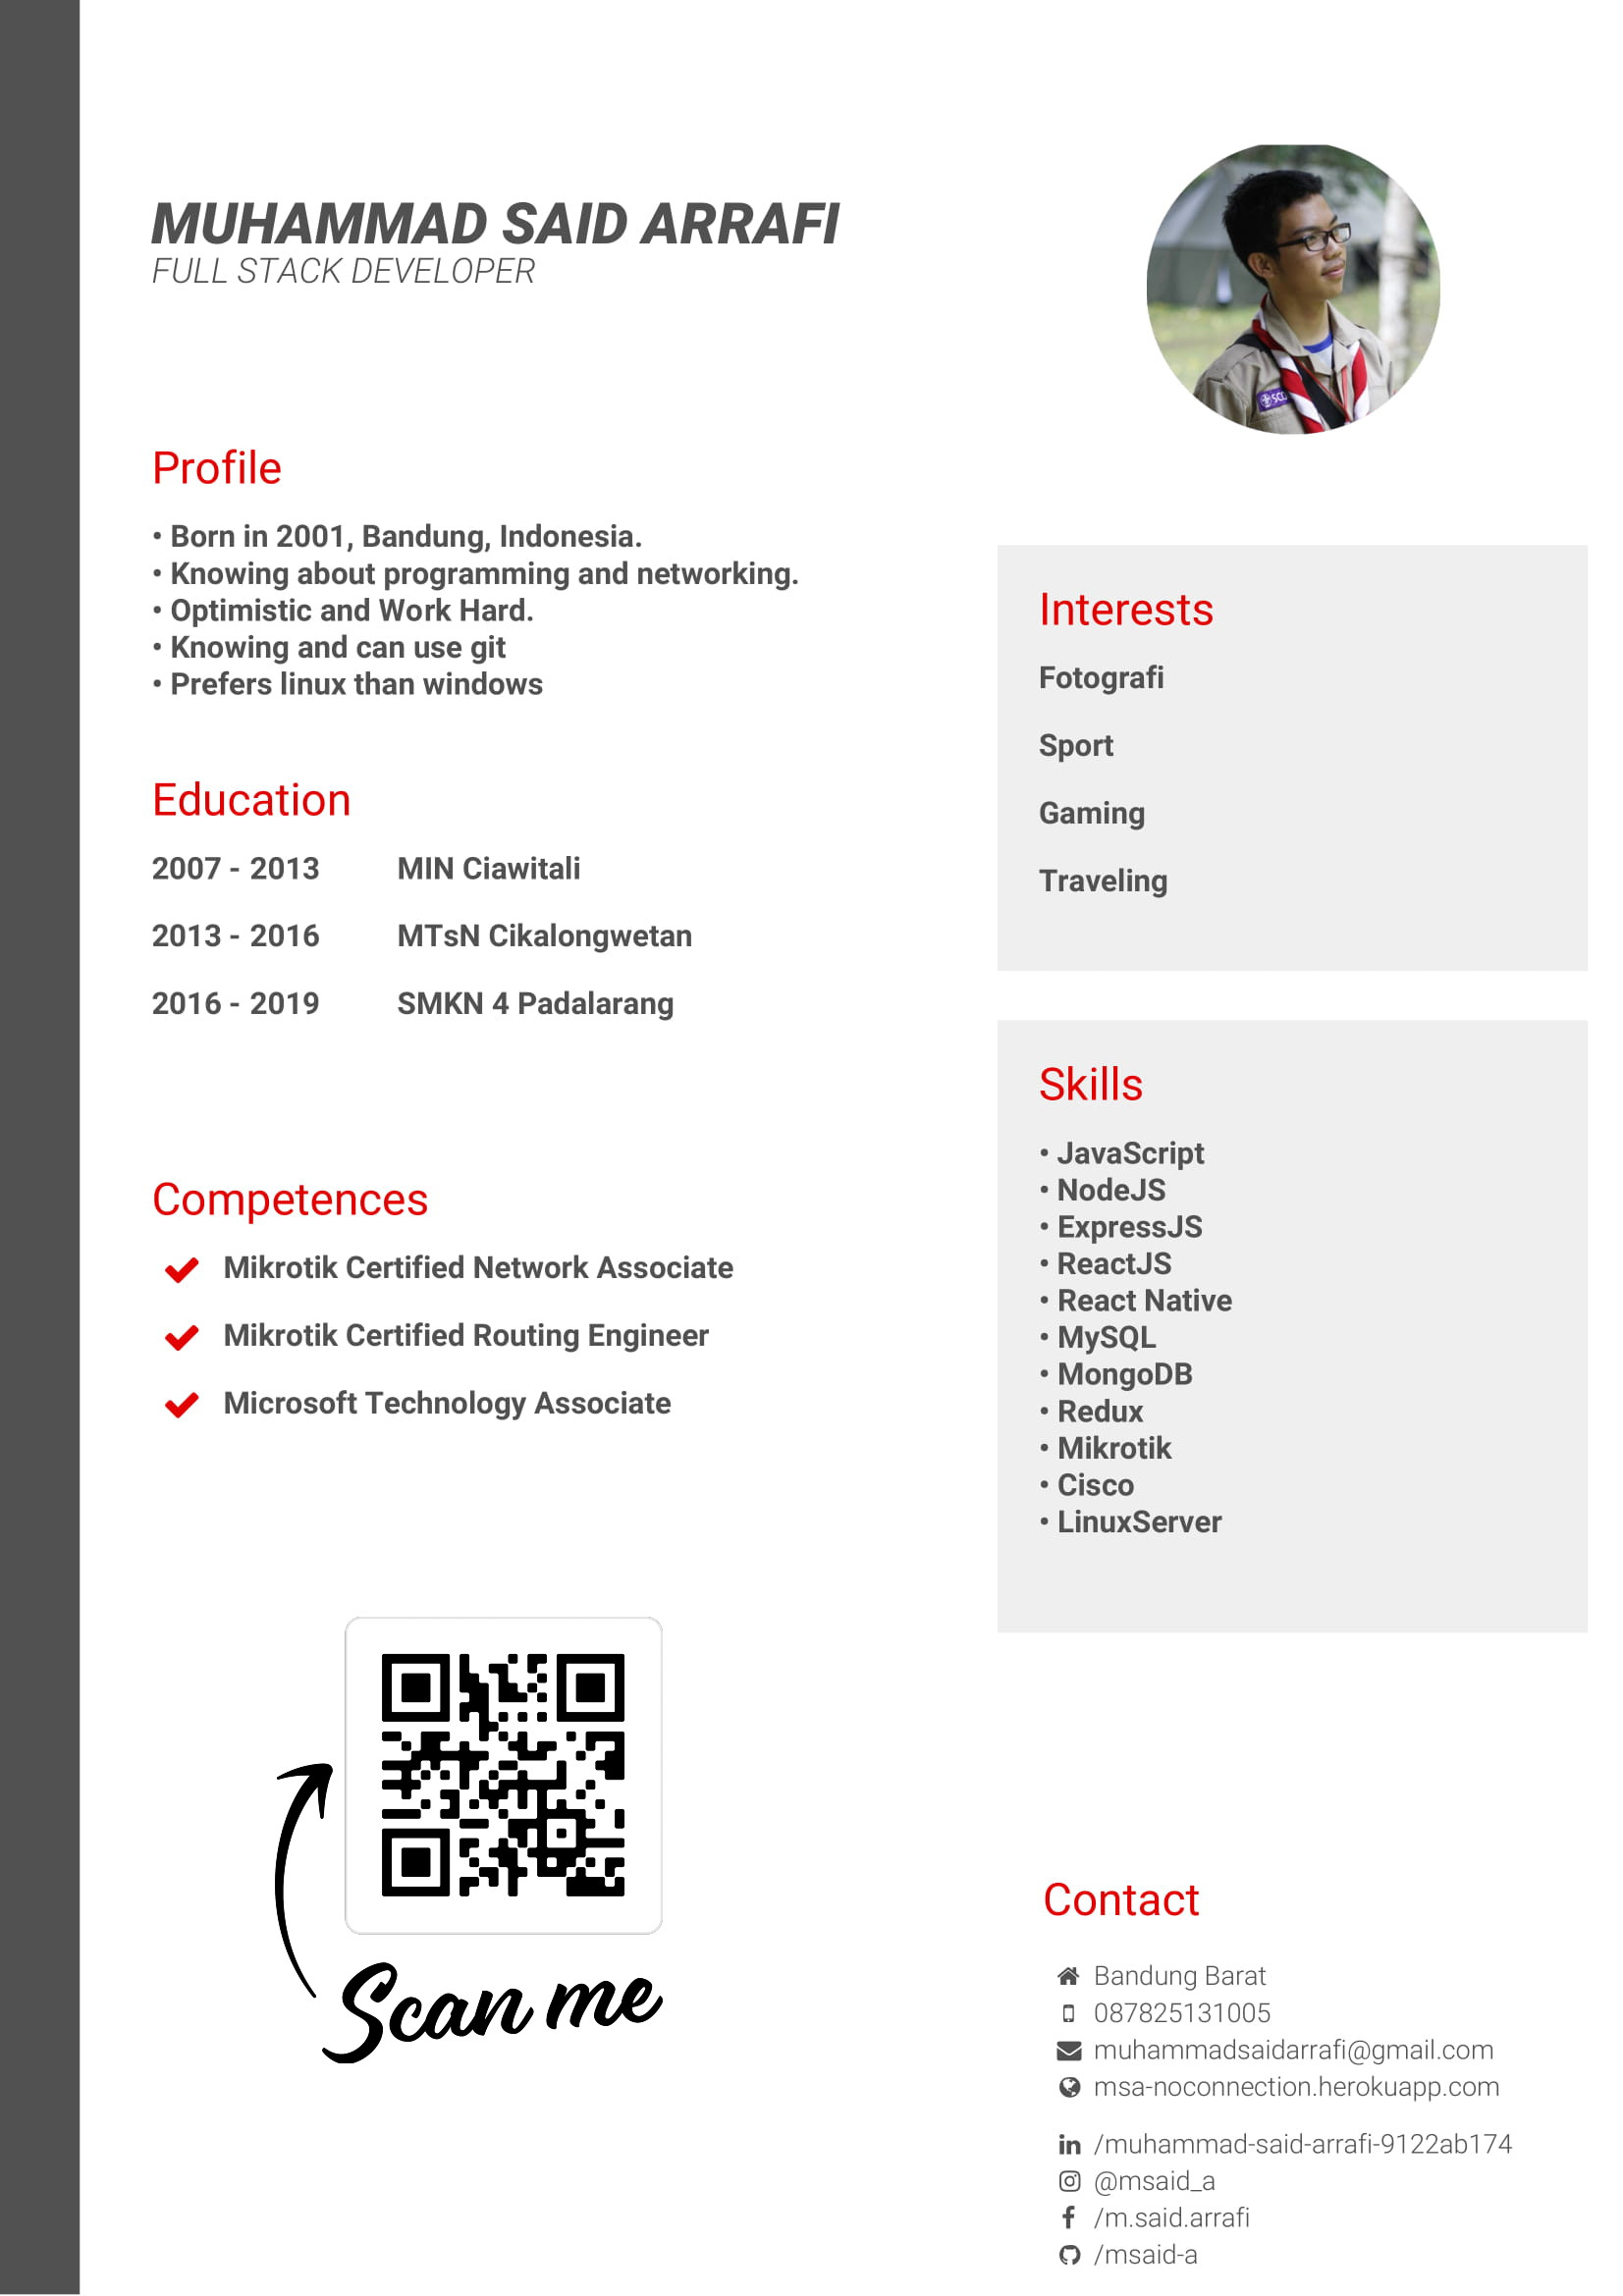 MUHAMMAD SAID ARRAFI
FULL STACK DEVELOPER
Profile
• Born in 2001, Bandung, Indonesia.
• Knowing about programming and networking.
• Optimistic and Work Hard.
• Knowing and can use git
• Prefers linux than windows
Education
2007 - 2013 MIN Ciawitali
2013 - 2016 MTsN Cikalongwetan
2016 - 2019 SMKN 4 Padalarang
Competences
Mikrotik Certified Network Associate
Mikrotik Certified Routing Engineer
Microsoft Technology Associate
Scan me
Interests
Fotografi
Sport
Gaming
Traveling
Skills
• JavaScript
• NodeJS
• ExpressJS
• ReactJS
• React Native
• MySQL
• MongoDB
• Redux
• Mikrotik
• Cisco
• LinuxServer
Contact
Bandung Barat
087825131005
muhammadsaidarrafi@gmail.com
msa-noconnection.herokuapp.com
/muhammad-said-arrafi-9122ab174
@msaid_a
/m.said.arrafi
/msaid-a